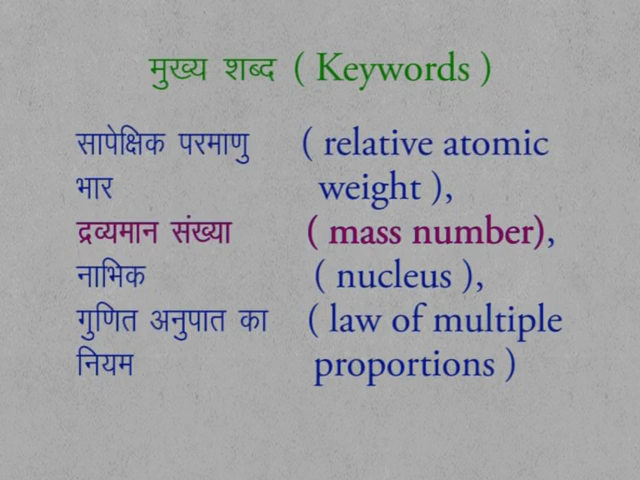 मुख्य शब्द ( Keywords )
सापेक्षिक परमाणु ( relative atomic
भार weight ),
द्रव्यमान संख्या ( mass number),
नाभिक ( nucleus ),
गुणित अनुपात का ( law of multiple
नियम proportions )